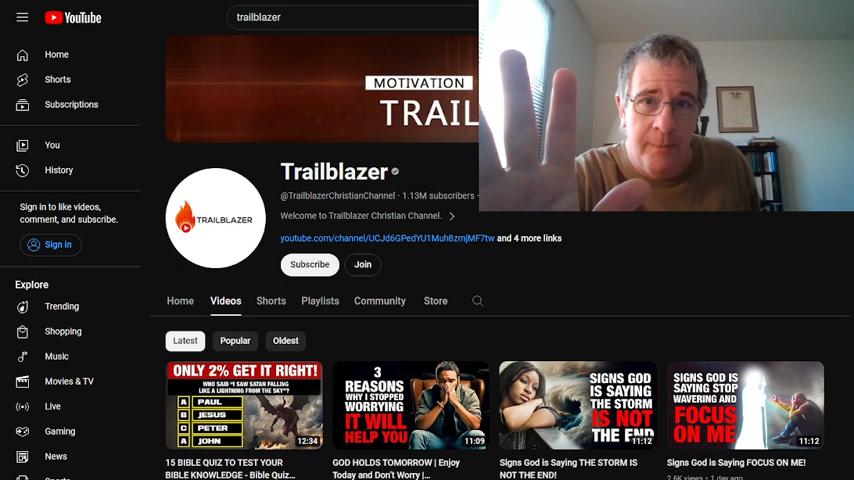 YouTube
trailblazer
Home
Shorts
Subscriptions
You
History
Sign in to like videos,
comment, and subscribe.
Sign in
Explore
Trending
Shopping
Music
Movies & TV
Live
Gaming
News
MOTIVATION
TRAIL
TRAILBLAZER
Trailblazer
@TrailblazerChristianChannel · 1.13M subscribers ·
Welcome to Trailblazer Christian Channel. >
youtube.com/channel/UCJd6GPedYU1Muh8zmjMF7tw and 4 more links
Subscribe Join
Home Videos Shorts Playlists Community Store
Latest Popular Oldest
ONLY 2% GET IT RIGHT!
WHO SAID "I SAW SATAN FALLING
LIKE A LIGHTNING FROM THE SKY"?
A PAUL
B JESUS
C PETER
A JOHN
12:34
15 BIBLE QUIZ TO TEST YOUR
BIBLE KNOWLEDGE - Bible Quiz...
3
REASONS
WHY I STOPPED
WORRYING
IT WILL
HELP YOU
11:09
GOD HOLDS TOMORROW | Enjoy
Today and Don't Worry |...
SIGNS GOD
IS SAYING
THE STORM
IS NOT
THE END
11:12
Signs God is Saying THE STORM IS
NOT THE END!
SIGNS GOD IS
SAYING STOP
WAVERING AND
FOCUS
ON ME
11:12
Signs God is Saying FOCUS ON ME!
2.6K views · 1 day ago